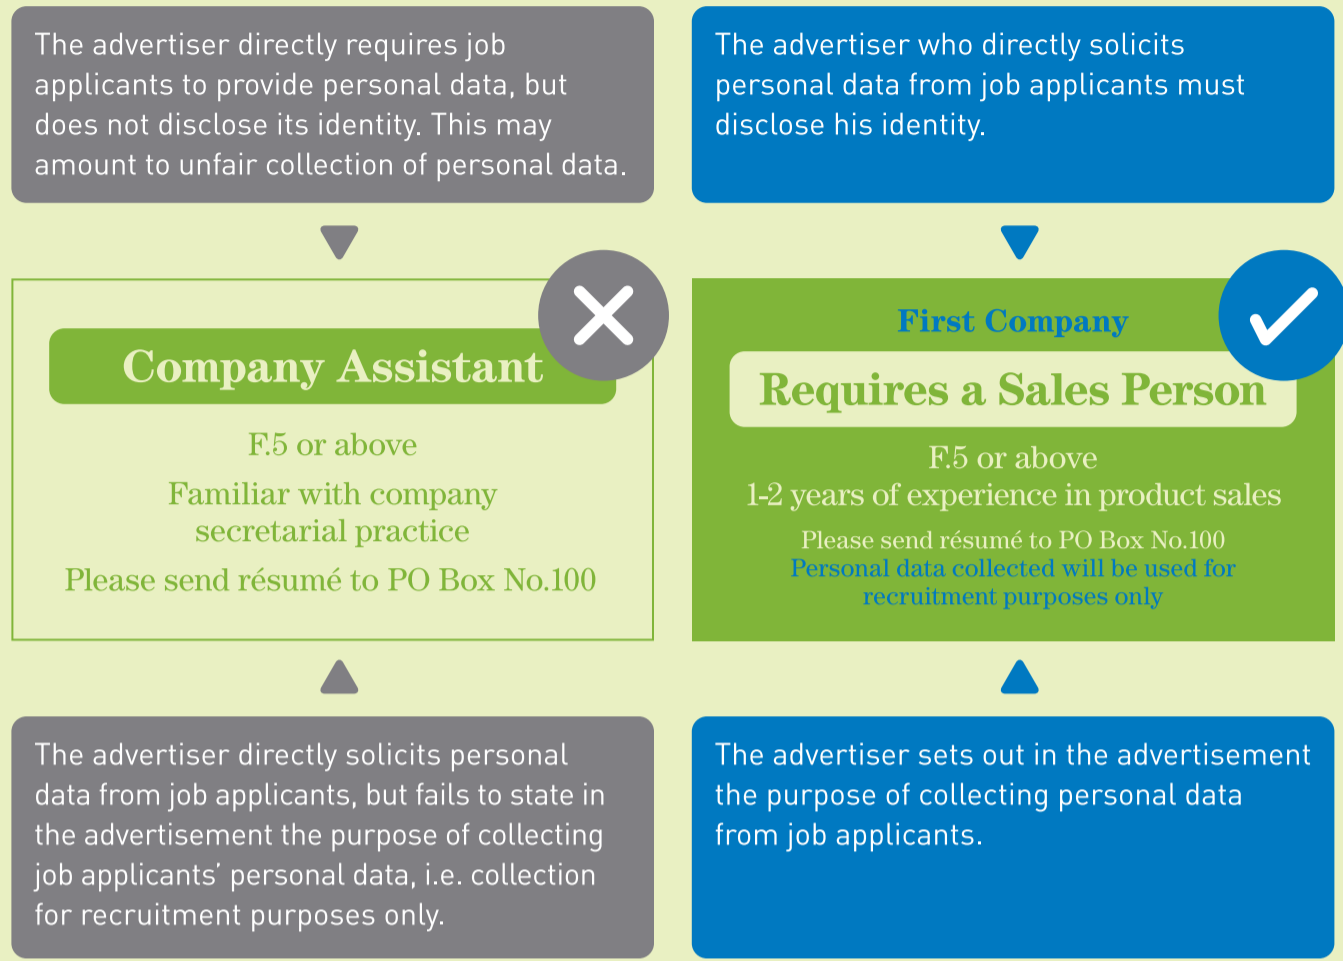 The advertiser directly requires job
applicants to provide personal data, but
does not disclose its identity. This may
amount to unfair collection of personal data.
Company Assistant
F.5 or above
Familiar with company
secretarial practice
Please send résumé to PO Box No.100
The advertiser directly solicits personal
data from job applicants, but fails to state in
the advertisement the purpose of collecting
job applicants’ personal data, i.e. collection
for recruitment purposes only.
The advertiser who directly solicits
personal data from job applicants must
disclose his identity.
First Company
Requires a Sales Person
F.5 or above
1-2 years of experience in product sales
Please send résumé to PO Box No.100
Personal data collected will be used for
recruitment purposes only
The advertiser sets out in the advertisement
the purpose of collecting personal data
from job applicants.